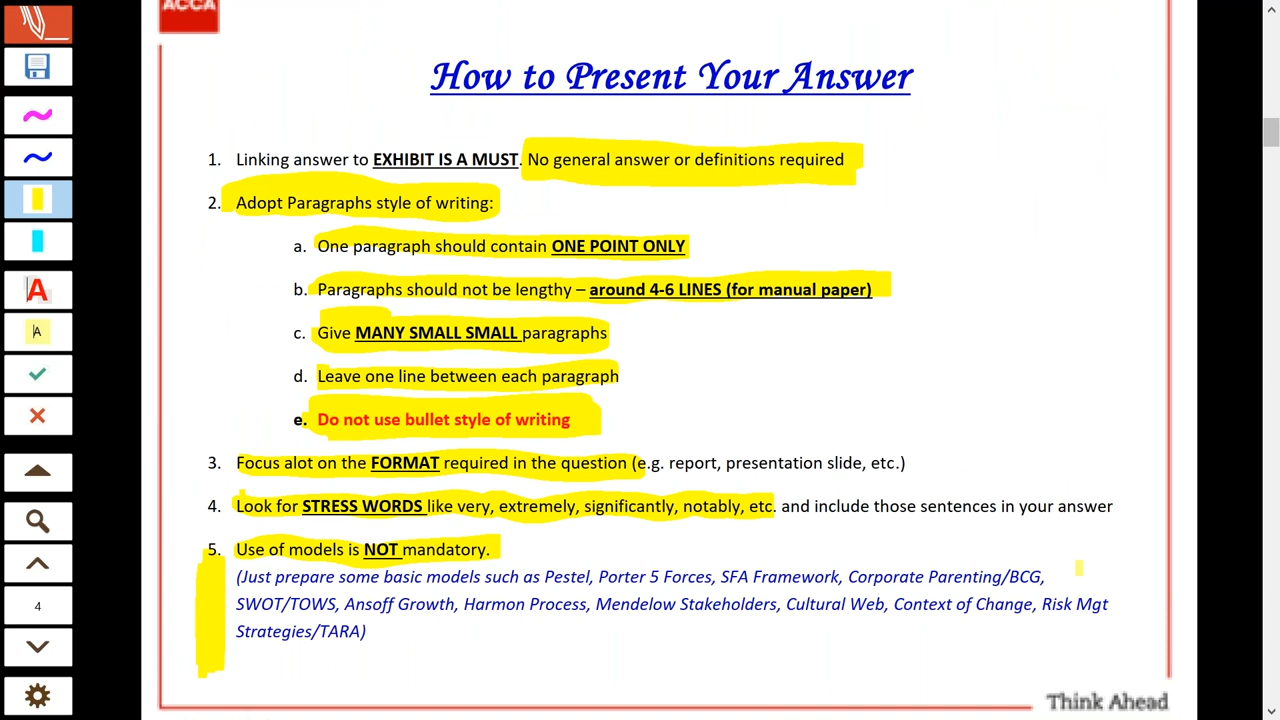 ACCA
How to Present Your Answer
1. Linking answer to EXHIBIT IS A MUST. No general answer or definitions required
2. Adopt Paragraphs style of writing:
a. One paragraph should contain ONE POINT ONLY
b. Paragraphs should not be lengthy – around 4-6 LINES (for manual paper)
c. Give MANY SMALL SMALL paragraphs
d. Leave one line between each paragraph
e. Do not use bullet style of writing
3. Focus alot on the FORMAT required in the question (e.g. report, presentation slide, etc.)
4. Look for STRESS WORDS like very, extremely, significantly, notably, etc. and include those sentences in your answer
5. Use of models is NOT mandatory.
(Just prepare some basic models such as Pestel, Porter 5 Forces, SFA Framework, Corporate Parenting/BCG,
SWOT/TOWS, Ansoff Growth, Harmon Process, Mendelow Stakeholders, Cultural Web, Context of Change, Risk Mgt
Strategies/TARA)
Think Ahead
A
A
4